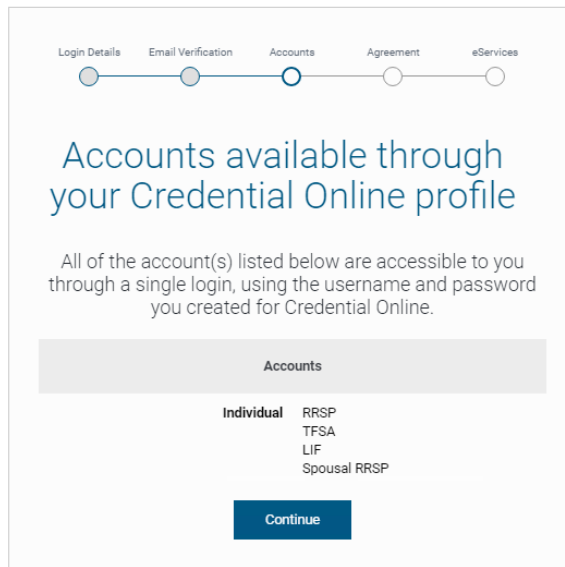 Login Details Email Verification Accounts Agreement eServices
Accounts available through
your Credential Online profile
All of the account(s) listed below are accessible to you
through a single login, using the username and password
you created for Credential Online.
Accounts
Individual RRSP
TFSA
LIF
Spousal RRSP
Continue